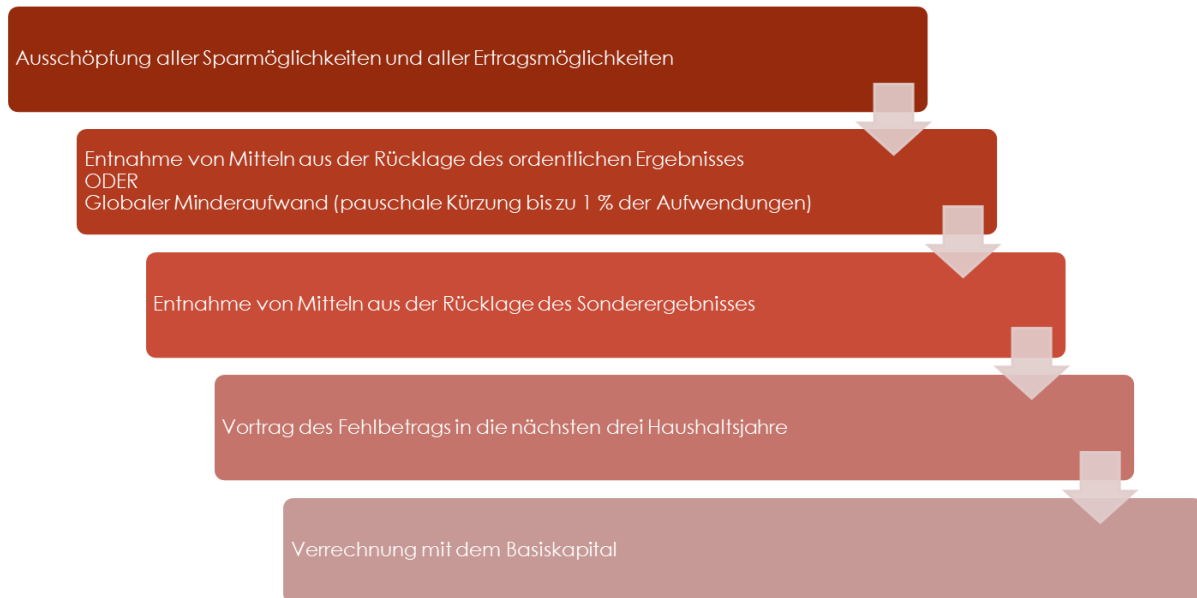 Ausschöpfung aller Sparmöglichkeiten und aller Ertragsmöglichkeiten
Entnahme von Mitteln aus der Rücklage des ordentlichen Ergebnisses
ODER
Globaler Minderaufwand (pauschale Kürzung bis zu 1 % der Aufwendungen)
Entnahme von Mitteln aus der Rücklage des Sonderergebnisses
Vortrag des Fehlbetrags in die nächsten drei Haushaltsjahre
Verrechnung mit dem Basiskapital